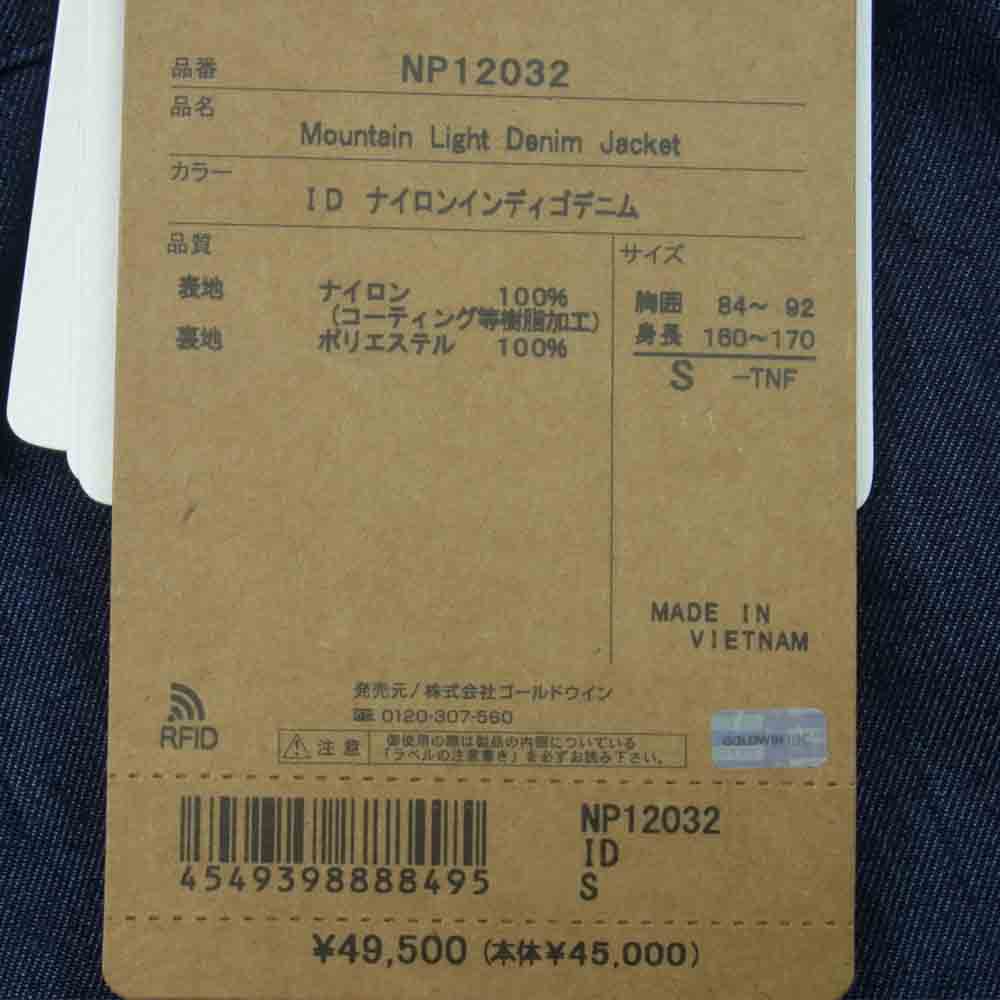 品番 NP12032
品名
Mountain Light Denim Jacket
カラー
ID ナイロンインディゴデニム
品質
表地 ナイロン 100%
(コーティング等樹脂加工)
裏地 ポリエステル 100%
サイズ
胸囲 84～ 92
身長 160～170
S -TNF
MADE IN
VIETNAM
RFID
発売元/株式会社ゴールドウイン
0120-307-560
注意
御使用の際は製品の内側についている
「ラベルの注意書き」を必ずお読み下さい。
GOLDWIN INC
4549398888495
NP12032
ID
S
¥49,500 (本体¥45,000)